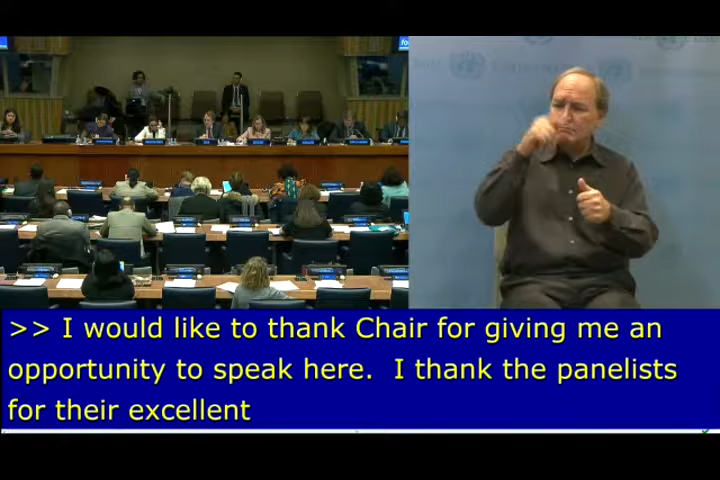 >> I would like to thank Chair for giving me an
opportunity to speak here.  I thank the panelists
for their excellent